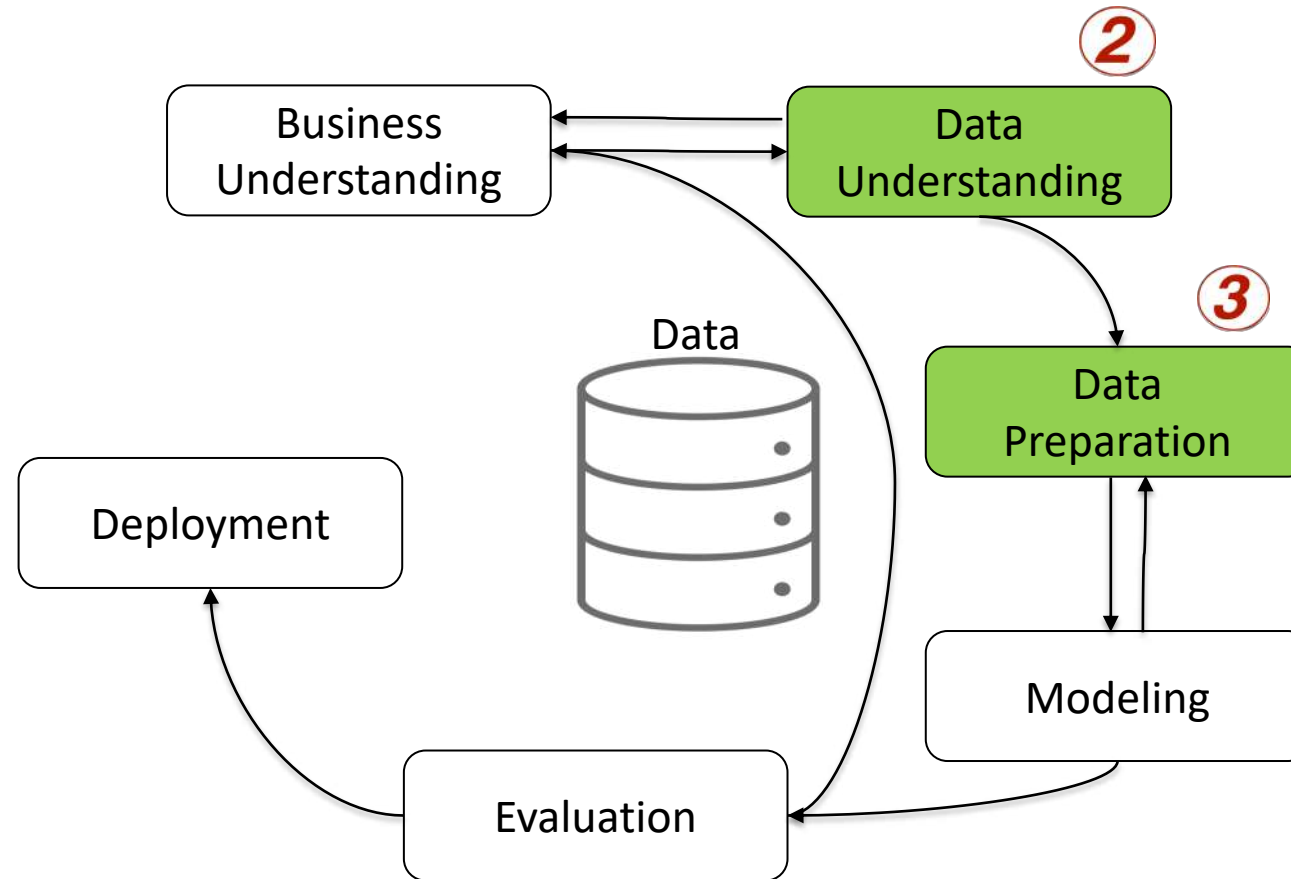 2
Business
Understanding
Data
Understanding
3
Data
Data
Preparation
Deployment
Modeling
Evaluation